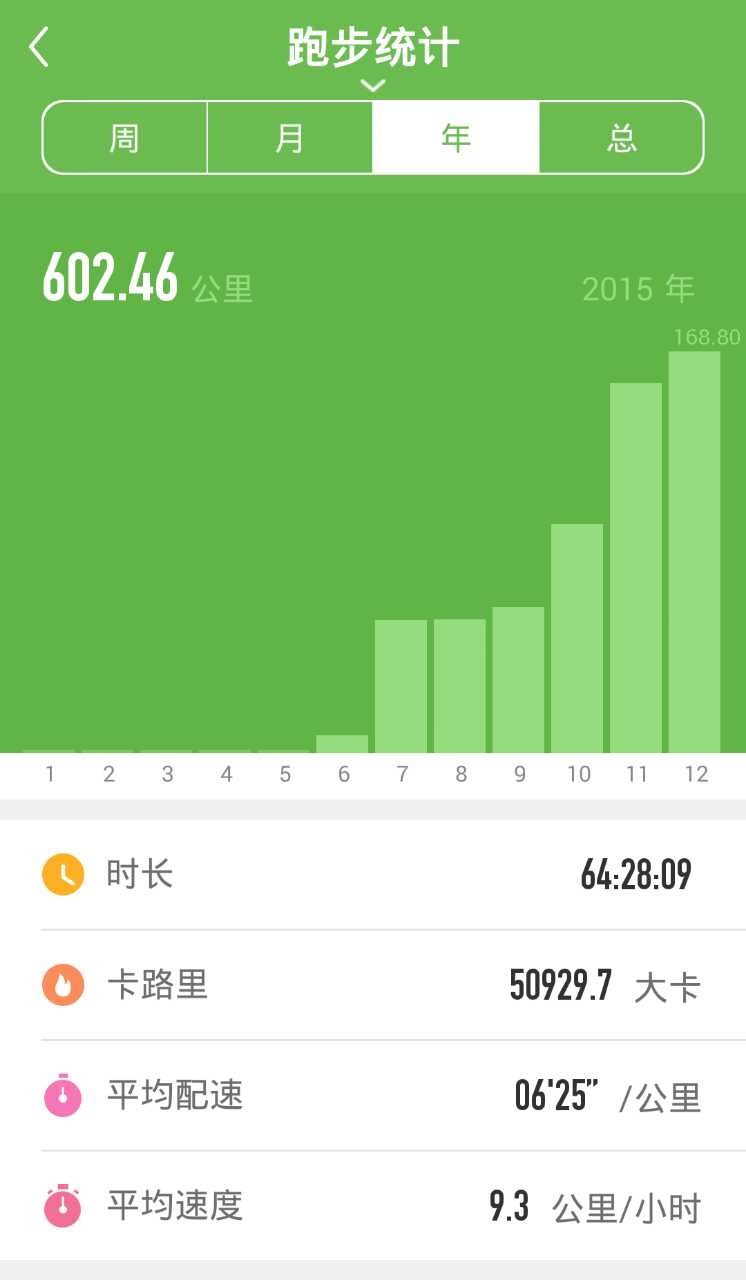 跑步统计
周 月 年 总
602.46 公里 2015 年
168.80
1 2 3 4 5 6 7 8 9 10 11 12
时长 64:28:09
卡路里 50929.7 大卡
平均配速 06'25" /公里
平均速度 9.3 公里/小时